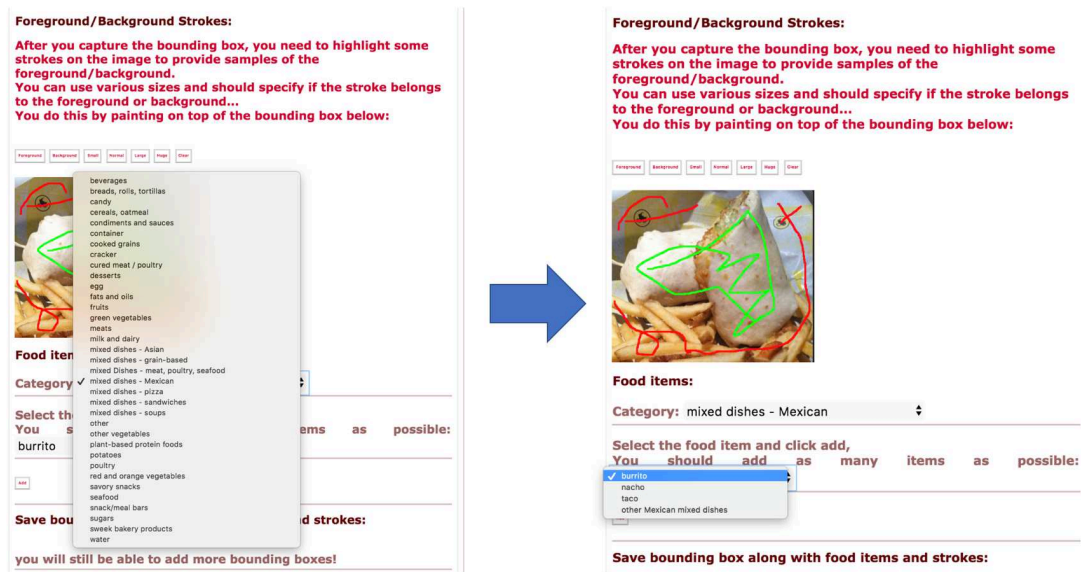 Foreground/Background Strokes:
After you capture the bounding box, you need to highlight some
strokes on the image to provide samples of the
foreground/background.
You can use various sizes and should specify if the stroke belongs
to the foreground or background...
You do this by painting on top of the bounding box below:
Foreground Background Small Normal Large Huge Clear
beverages
breads, rolls, tortillas
candy
cereals, oatmeal
condiments and sauces
container
cooked grains
cracker
cured meat / poultry
desserts
egg
fats and oils
fruits
green vegetables
meats
milk and dairy
mixed dishes - Asian
mixed dishes - grain-based
mixed Dishes - meat, poultry, seafood
mixed dishes - Mexican
mixed dishes - pizza
mixed dishes - sandwiches
mixed dishes - soups
other
other vegetables
plant-based protein foods
potatoes
poultry
red and orange vegetables
savory snacks
seafood
snack/meal bars
sugars
sweek bakery products
water
Food iten
Category
Select th
You s ems as possible:
burrito
Add
Save bou d strokes:
you will still be able to add more bounding boxes!
Foreground/Background Strokes:
After you capture the bounding box, you need to highlight some
strokes on the image to provide samples of the
foreground/background.
You can use various sizes and should specify if the stroke belongs
to the foreground or background...
You do this by painting on top of the bounding box below:
Foreground Background Small Normal Large Huge Clear
Food items:
Category: mixed dishes - Mexican
Select the food item and click add,
You should add as many items as possible:
burrito
nacho
taco
other Mexican mixed dishes
Save bounding box along with food items and strokes: